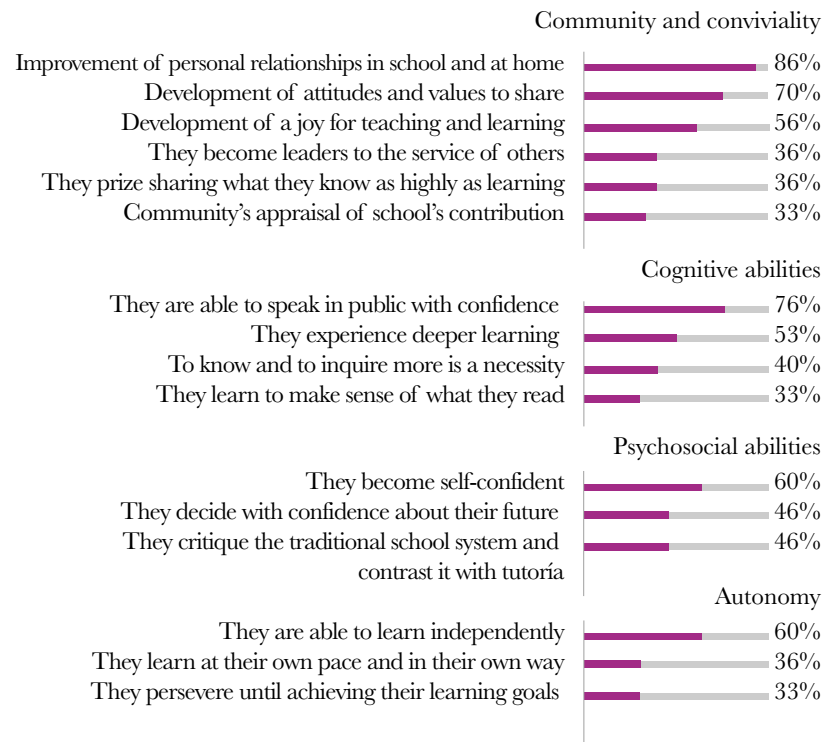 Community and conviviality
Improvement of personal relationships in school and at home 86%
Development of attitudes and values to share 70%
Development of a joy for teaching and learning 56%
They become leaders to the service of others 36%
They prize sharing what they know as highly as learning 36%
Community's appraisal of school's contribution 33%
Cognitive abilities
They are able to speak in public with confidence 76%
They experience deeper learning 53%
To know and to inquire more is a necessity 40%
They learn to make sense of what they read 33%
Psychosocial abilities
They become self-confident 60%
They decide with confidence about their future 46%
They critique the traditional school system and 46%
contrast it with tutoría
Autonomy
They are able to learn independently 60%
They learn at their own pace and in their own way 36%
They persevere until achieving their learning goals 33%